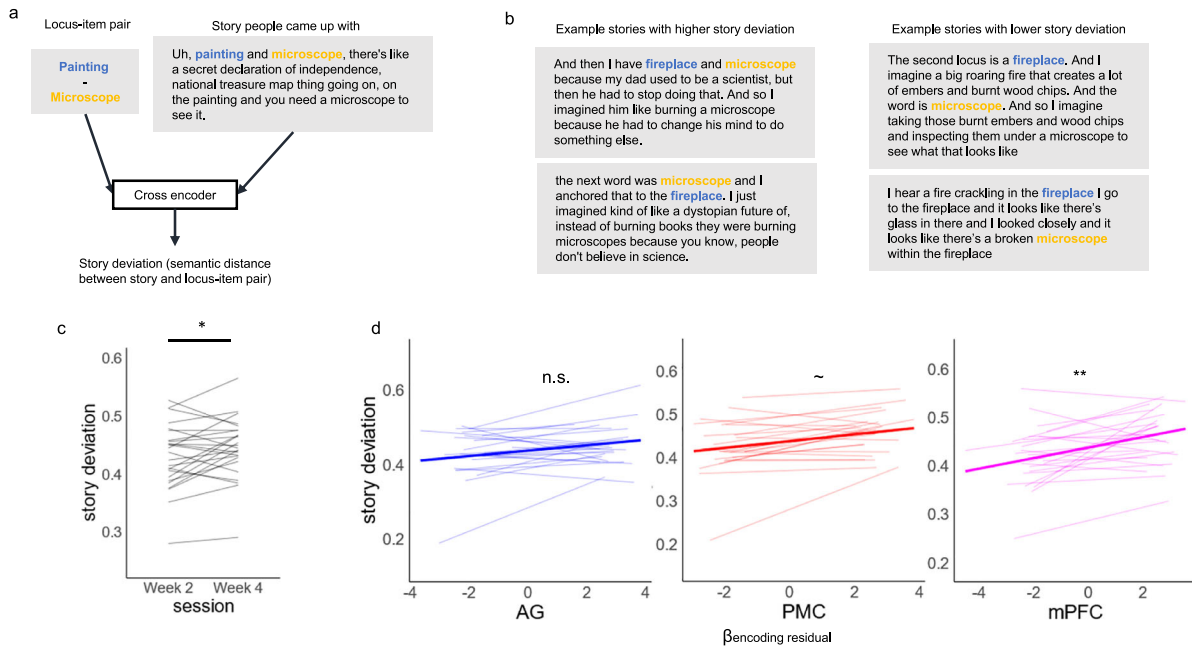 a
Locus-item pair
Story people came up with
Painting
-
Microscope
Uh, painting and microscope, there's like
a secret declaration of independence,
national treasure map thing going on, on
the painting and you need a microscope to
see it.
Cross encoder
Story deviation (semantic distance
between story and locus-item pair)
b
Example stories with higher story deviation
And then I have fireplace and microscope
because my dad used to be a scientist, but
then he had to stop doing that. And so I
imagined him like burning a microscope
because he had to change his mind to do
something else.
the next word was microscope and I
anchored that to the fireplace. I just
imagined kind of like a dystopian future of,
instead of burning books they were burning
microscopes because you know, people
don't believe in science.
Example stories with lower story deviation
The second locus is a fireplace. And I
imagine a big roaring fire that creates a lot
of embers and burnt wood chips. And the
word is microscope. And so I imagine
taking those burnt embers and wood chips
and inspecting them under a microscope to
see what that looks like
I hear a fire crackling in the fireplace I go
to the fireplace and it looks like there's
glass in there and I looked closely and it
looks like there's a broken microscope
within the fireplace
c
*
story deviation
0.6
0.5
0.4
0.3
Week 2 Week 4
session
d
n.s.
story deviation
0.6
0.4
0.2
-4 -2 0 2 4
AG
~
0.6
0.5
0.4
0.3
0.2
-2 0 2 4
PMC
**
0.6
0.5
0.4
0.3
0.2
-4 -2 0 2
mPFC
βencoding residual